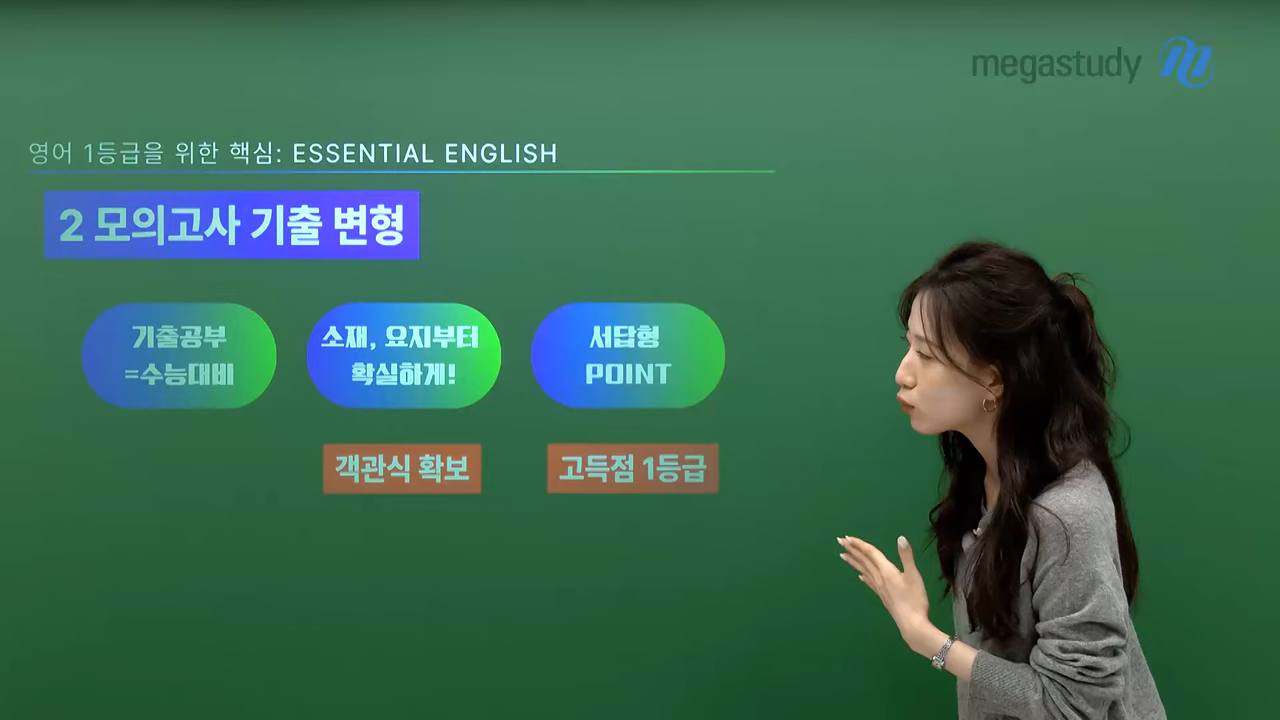 megastudy
영어 1등급을 위한 핵심: ESSENTIAL ENGLISH
2 모의고사 기출 변형
기출공부
=수능대비
소재, 요지부터
확실하게!
서답형
POINT
객관식 확보
고득점 1등급